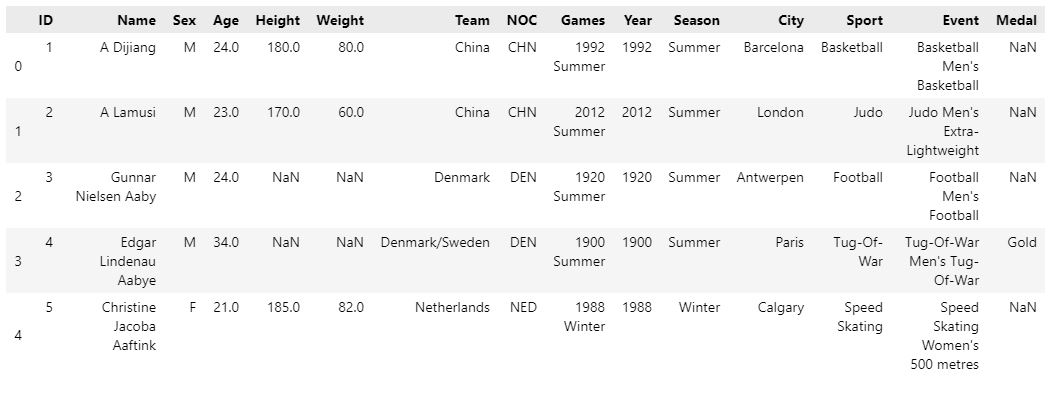 ID Name Sex Age Height Weight Team NOC Games Year Season City Sport Event Medal
1 A Dijiang M 24.0 180.0 80.0 China CHN 1992 1992 Summer Barcelona Basketball Basketball NaN
0 Summer Men's
Basketball
2 A Lamusi M 23.0 170.0 60.0 China CHN 2012 2012 Summer London Judo Judo Men's NaN
1 Summer Extra-
Lightweight
3 Gunnar M 24.0 NaN NaN Denmark DEN 1920 1920 Summer Antwerpen Football Football NaN
2 Nielsen Aaby Summer Men's
Football
4 Edgar M 34.0 NaN NaN Denmark/Sweden DEN 1900 1900 Summer Paris Tug-Of- Tug-Of-War Gold
3 Lindenau Summer War Men's Tug-
Aabye Of-War
5 Christine F 21.0 185.0 82.0 Netherlands NED 1988 1988 Winter Calgary Speed Speed NaN
Jacoba Winter Skating Skating
4 Aaftink Women's
500 metres